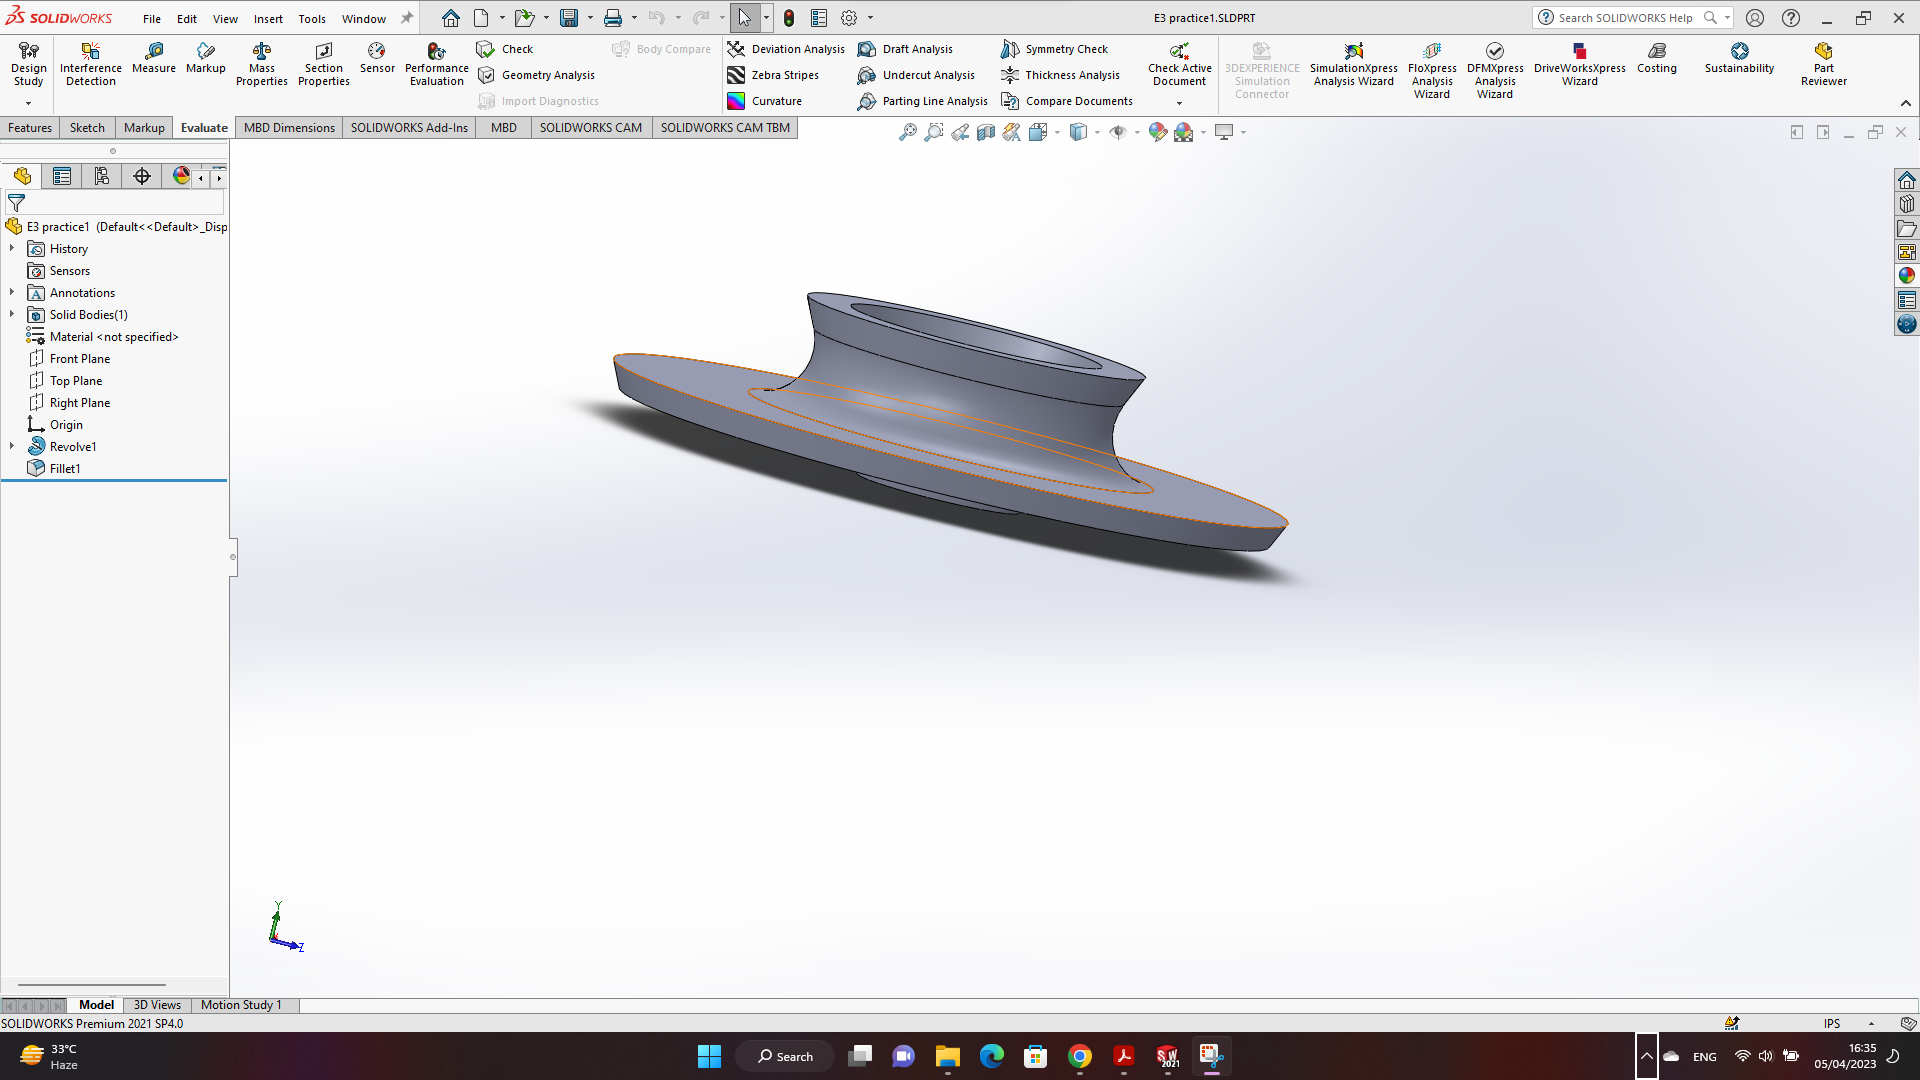 SOLIDWORKS File Edit View Insert Tools Window E3 practice1.SLDPRT Search SOLIDWORKS Help
Design Study
Interference Detection
Measure
Markup
Mass Properties
Section Properties
Sensor
Performance Evaluation
Check
Geometry Analysis
Import Diagnostics
Body Compare
Deviation Analysis
Zebra Stripes
Curvature
Draft Analysis
Undercut Analysis
Parting Line Analysis
Symmetry Check
Thickness Analysis
Compare Documents
Check Active Document
3DEXPERIENCE Simulation Connector
SimulationXpress Analysis Wizard
FloXpress Analysis Wizard
DFMXpress Analysis Wizard
DriveWorksXpress Wizard
Costing
Sustainability
Part Reviewer
Features Sketch Markup Evaluate MBD Dimensions SOLIDWORKS Add-Ins MBD SOLIDWORKS CAM SOLIDWORKS CAM TBM
E3 practice1 (Default<<Default>_Disp
History
Sensors
A Annotations
Solid Bodies(1)
Material <not specified>
Front Plane
Top Plane
Right Plane
Origin
Revolve1
Fillet1
Y
Z
Model 3D Views Motion Study 1
SOLIDWORKS Premium 2021 SP4.0 IPS
33°C
Haze
Search
SW 2021
ENG
16:35
05/04/2023